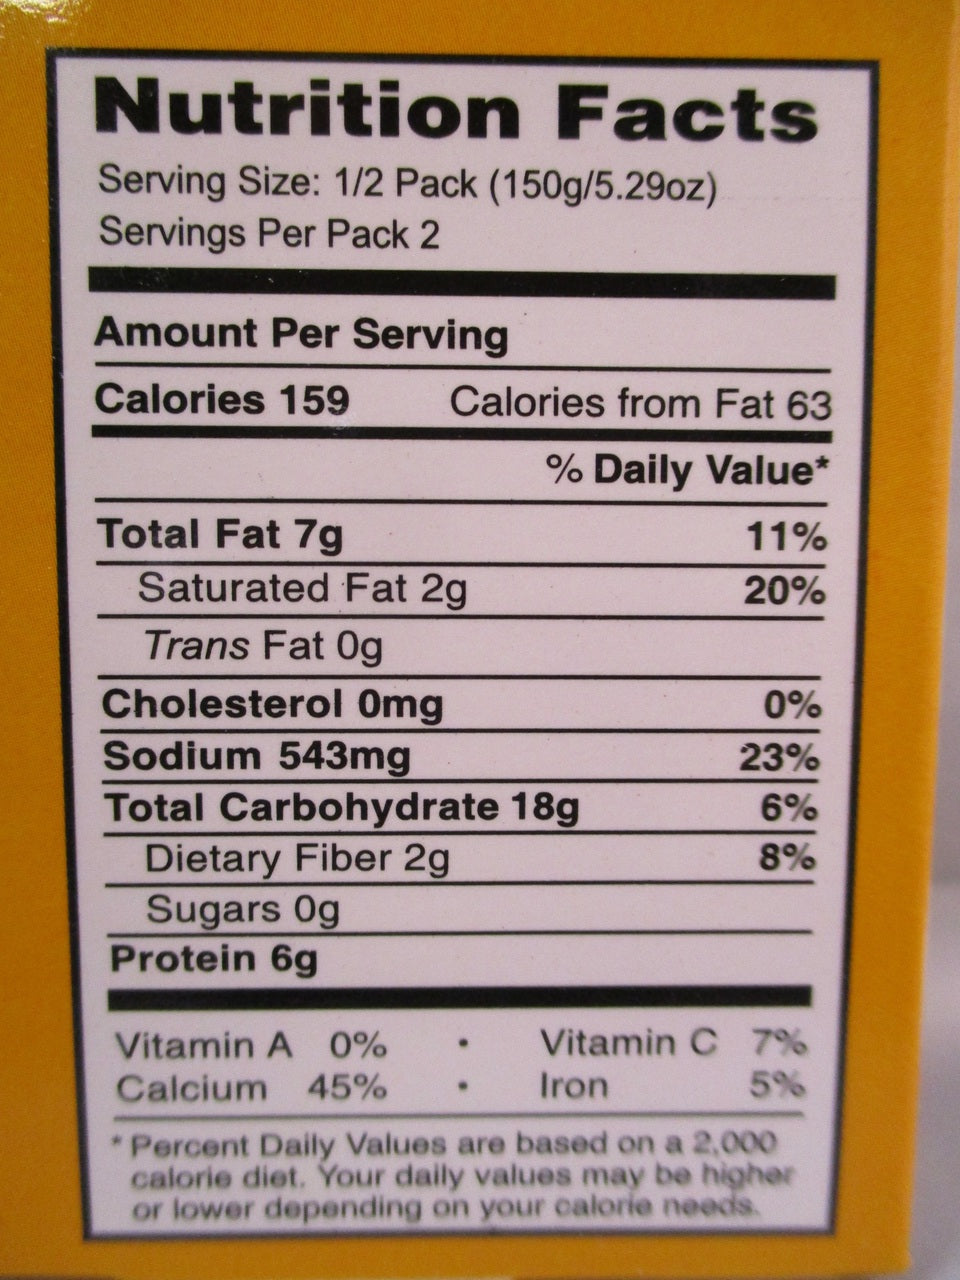 Nutrition Facts
Serving Size: 1/2 Pack (150g/5.29oz)
Servings Per Pack 2
Amount Per Serving
Calories 159 Calories from Fat 63
% Daily Value*
Total Fat 7g 11%
Saturated Fat 2g 20%
Trans Fat 0g
Cholesterol 0mg 0%
Sodium 543mg 23%
Total Carbohydrate 18g 6%
Dietary Fiber 2g 8%
Sugars 0g
Protein 6g
Vitamin A 0% • Vitamin C 7%
Calcium 45% • Iron 5%
* Percent Daily Values are based on a 2,000
calorie diet. Your daily values may be higher
or lower depending on your calorie needs.